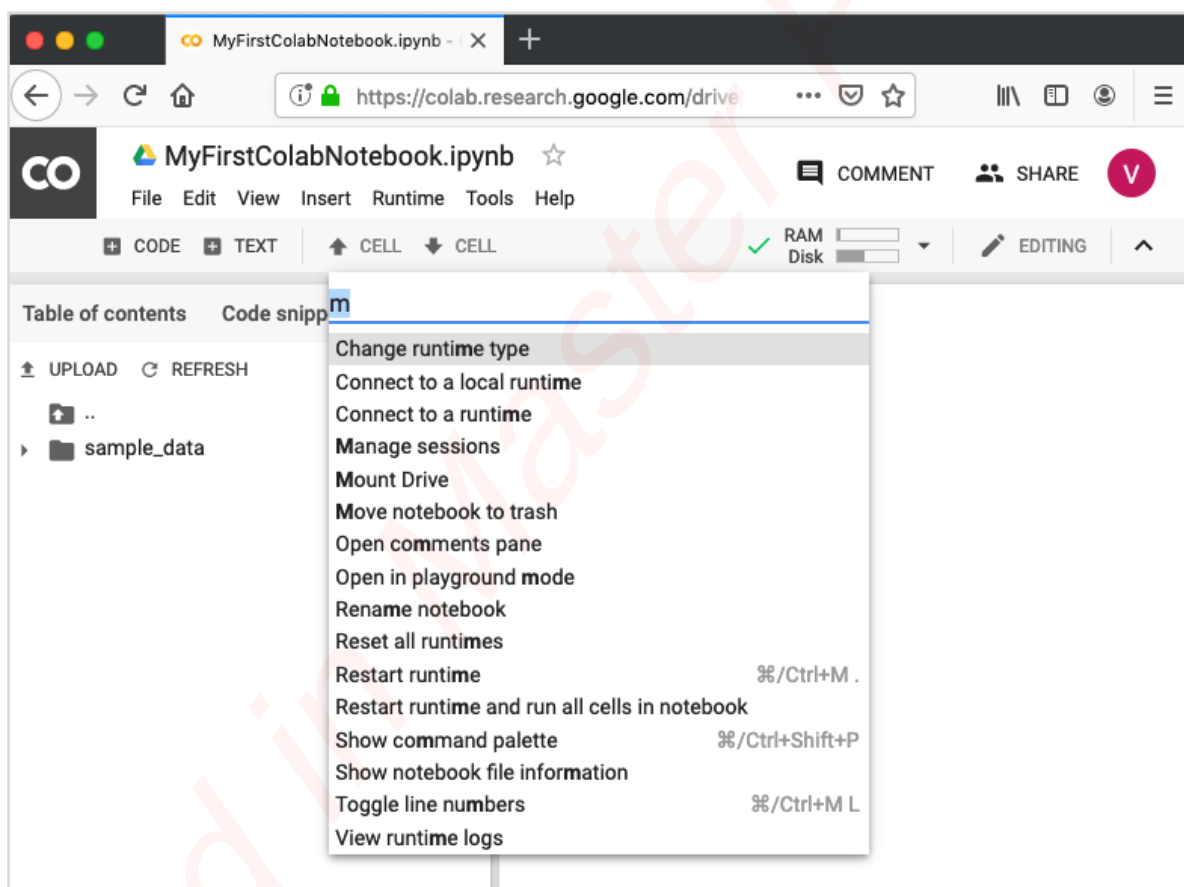 MyFirstColabNotebook.ipynb -
https://colab.research.google.com/drive
CO MyFirstColabNotebook.ipynb
COMMENT SHARE V
File Edit View Insert Runtime Tools Help
CODE TEXT CELL CELL RAM
Disk EDITING
Table of contents Code snipp
m
Change runtime type
UPLOAD REFRESH
Connect to a local runtime
..
Connect to a runtime
sample_data
Manage sessions
Mount Drive
Move notebook to trash
Open comments pane
Open in playground mode
Rename notebook
Reset all runtimes
Restart runtime ⌘/Ctrl+M .
Restart runtime and run all cells in notebook
Show command palette ⌘/Ctrl+Shift+P
Show notebook file information
Toggle line numbers ⌘/Ctrl+M L
View runtime logs
d in Master